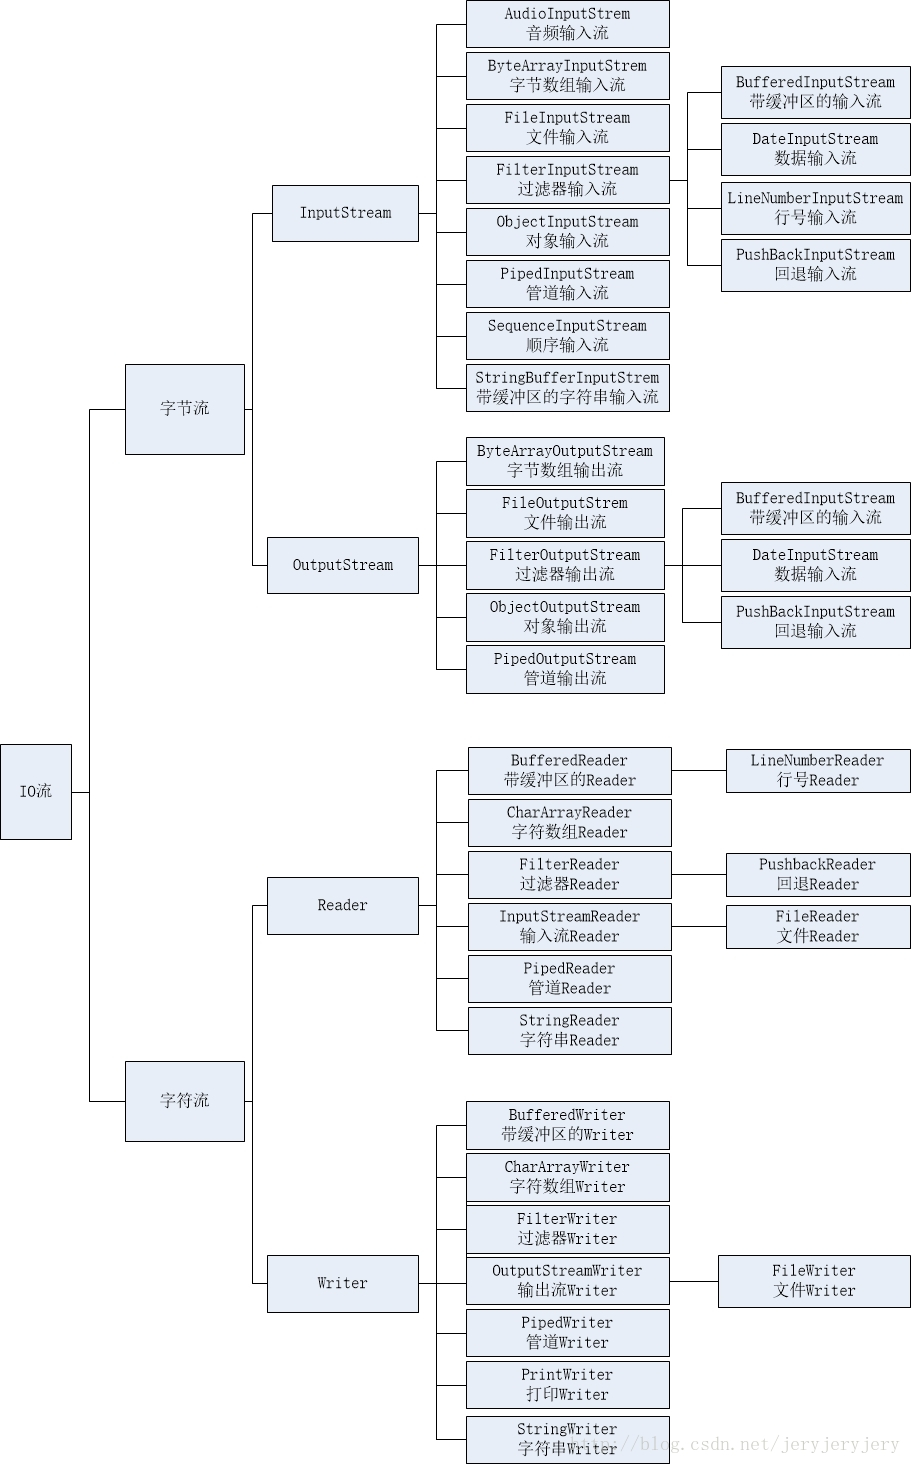 IO流
字节流
InputStream
AudioInputStrem
音频输入流
ByteArrayInputStrem
字节数组输入流
FileInputStream
文件输入流
FilterInputStream
过滤器输入流
BufferedInputStream
带缓冲区的输入流
DateInputStream
数据输入流
LineNumberInputStream
行号输入流
PushBackInputStream
回退输入流
ObjectInputStream
对象输入流
PipedInputStream
管道输入流
SequenceInputStream
顺序输入流
StringBufferInputStrem
带缓冲区的字符串输入流
OutputStream
ByteArrayOutputStream
字节数组输出流
FileOutputStrem
文件输出流
FilterOutputStream
过滤器输出流
BufferedInputStream
带缓冲区的输入流
DateInputStream
数据输入流
PushBackInputStream
回退输入流
ObjectOutputStream
对象输出流
PipedOutputStream
管道输出流
字符流
Reader
BufferedReader
带缓冲区的Reader
LineNumberReader
行号Reader
CharArrayReader
字符数组Reader
FilterReader
过滤器Reader
PushbackReader
回退Reader
InputStreamReader
输入流Reader
FileReader
文件Reader
PipedReader
管道Reader
StringReader
字符串Reader
Writer
BufferedWriter
带缓冲区的Writer
CharArrayWriter
字符数组Writer
FilterWriter
过滤器Writer
OutputStreamWriter
输出流Writer
FileWriter
文件Writer
PipedWriter
管道Writer
PrintWriter
打印Writer
StringWriter
字符串Writer
http://blog.csdn.net/jeryjeryjery